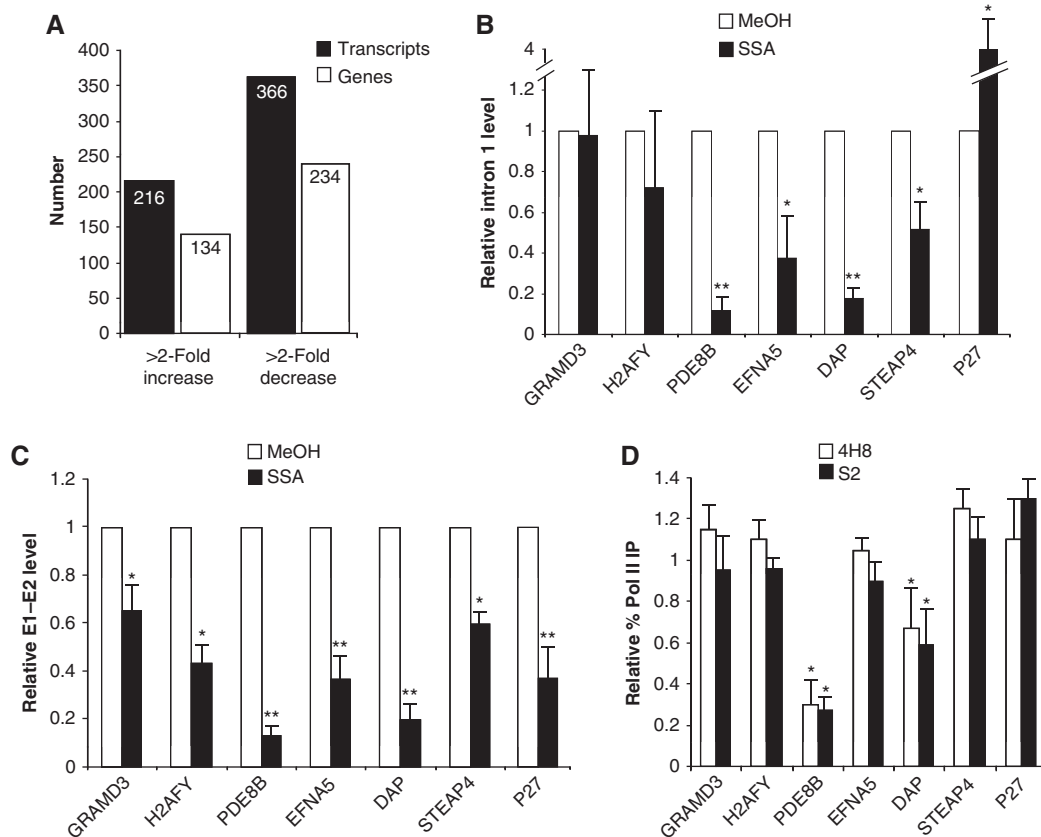 A
Transcripts
Genes
Number
400
350
300
250
200
150
100
50
0
216
134
366
234
>2-Fold
increase
>2-Fold
decrease
B
MeOH
SSA
Relative intron 1 level
4
1.2
1
0.8
0.6
0.4
0.2
0
**
*
**
*
*
GRAMD3
H2AFY
PDE8B
EFNA5
DAP
STEAP4
P27
C
MeOH
SSA
Relative E1–E2 level
1.2
1
0.8
0.6
0.4
0.2
0
*
*
**
**
**
*
**
GRAMD3
H2AFY
PDE8B
EFNA5
DAP
STEAP4
P27
D
4H8
S2
Relative % Pol II IP
1.4
1.2
1
0.8
0.6
0.4
0.2
0
*
*
*
*
GRAMD3
H2AFY
PDE8B
EFNA5
DAP
STEAP4
P27